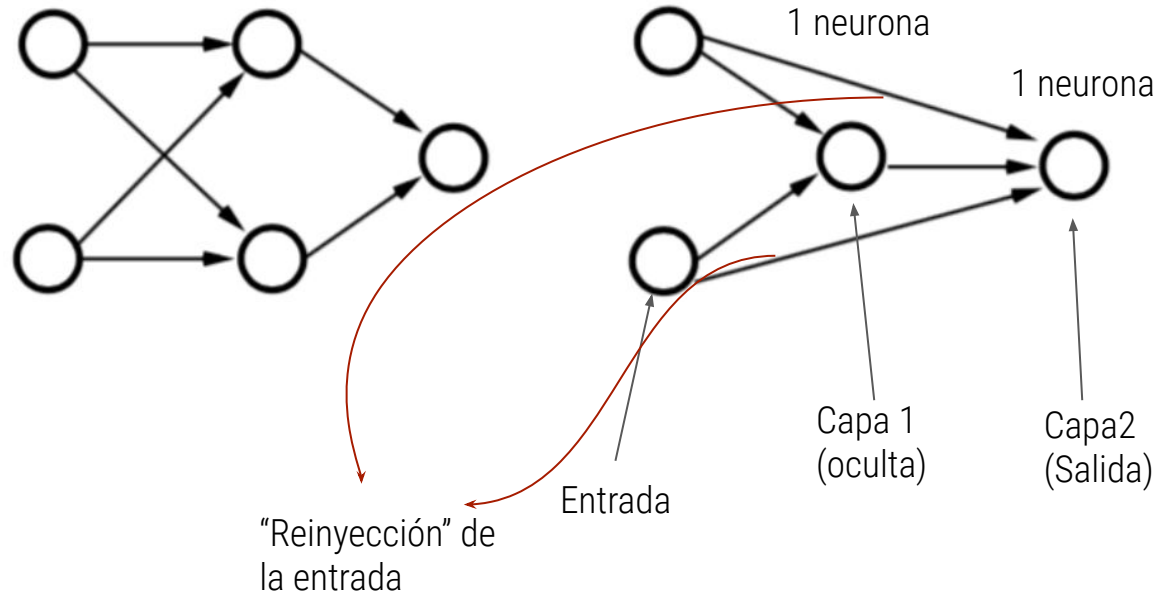 1 neurona
1 neurona
Capa 1
(oculta)
Capa2
(Salida)
Entrada
“Reinyección” de
la entrada